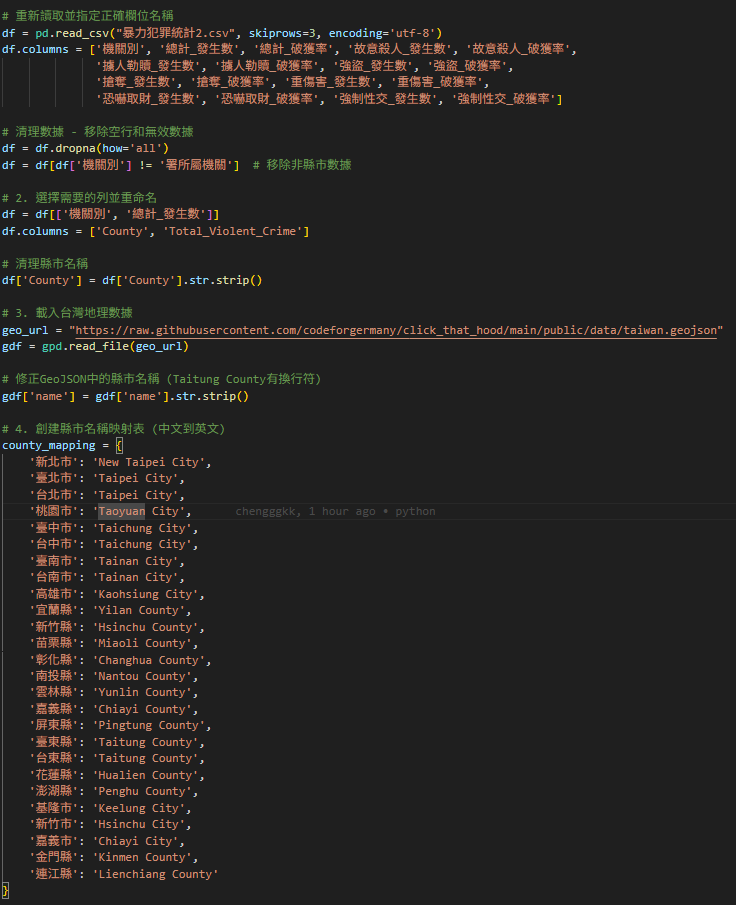 # 重新讀取並指定正確欄位名稱
df = pd.read_csv("暴力犯罪統計2.csv", skiprows=3, encoding='utf-8')
df.columns = ['機關別', '總計_發生數', '總計_破獲率', '故意殺人_發生數', '故意殺人_破獲率',
'擄人勒贖_發生數', '擄人勒贖_破獲率', '強盜_發生數', '強盜_破獲率',
'搶奪_發生數', '搶奪_破獲率', '重傷害_發生數', '重傷害_破獲率',
'恐嚇取財_發生數', '恐嚇取財_破獲率', '強制性交_發生數', '強制性交_破獲率']
# 清理數據 - 移除空行和無效數據
df = df.dropna(how='all')
df = df[df['機關別'] != '署所屬機關']  # 移除非縣市數據
# 2. 選擇需要的列並重命名
df = df[['機關別', '總計_發生數']]
df.columns = ['County', 'Total_Violent_Crime']
# 清理縣市名稱
df['County'] = df['County'].str.strip()
# 3. 載入台灣地理數據
geo_url = "https://raw.githubusercontent.com/codeforgermany/click_that_hood/main/public/data/taiwan.geojson"
gdf = gpd.read_file(geo_url)
# 修正GeoJSON中的縣市名稱 (Taitung County有換行符)
gdf['name'] = gdf['name'].str.strip()
# 4. 創建縣市名稱映射表 (中文到英文)
county_mapping = {
'新北市': 'New Taipei City',
'臺北市': 'Taipei City',
'台北市': 'Taipei City',
'桃園市': 'Taoyuan City', chengggkk, 1 hour ago • python
'臺中市': 'Taichung City',
'台中市': 'Taichung City',
'臺南市': 'Tainan City',
'台南市': 'Tainan City',
'高雄市': 'Kaohsiung City',
'宜蘭縣': 'Yilan County',
'新竹縣': 'Hsinchu County',
'苗栗縣': 'Miaoli County',
'彰化縣': 'Changhua County',
'南投縣': 'Nantou County',
'雲林縣': 'Yunlin County',
'嘉義縣': 'Chiayi County',
'屏東縣': 'Pingtung County',
'臺東縣': 'Taitung County',
'台東縣': 'Taitung County',
'花蓮縣': 'Hualien County',
'澎湖縣': 'Penghu County',
'基隆市': 'Keelung City',
'新竹市': 'Hsinchu City',
'嘉義市': 'Chiayi City',
'金門縣': 'Kinmen County',
'連江縣': 'Lienchiang County'
}